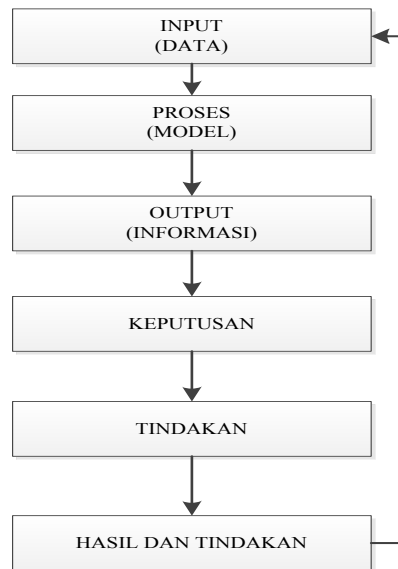 INPUT
(DATA)
PROSES
(MODEL)
OUTPUT
(INFORMASI)
KEPUTUSAN
TINDAKAN
HASIL DAN TINDAKAN